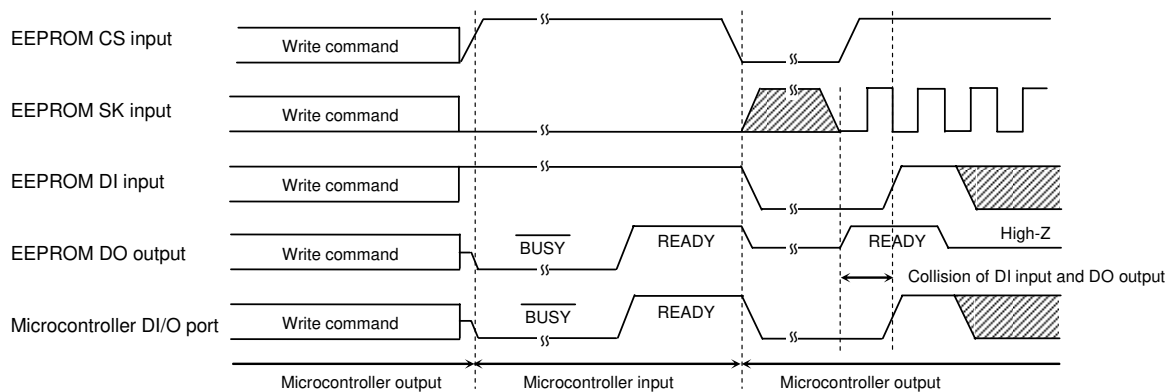 EEPROM CS input
Write command
EEPROM SK input
Write command
EEPROM DI input
Write command
EEPROM DO output
Write command
BUSY
READY
READY
High-Z
Collision of DI input and DO output
Microcontroller DI/O port
Write command
BUSY
READY
Microcontroller output
Microcontroller input
Microcontroller output